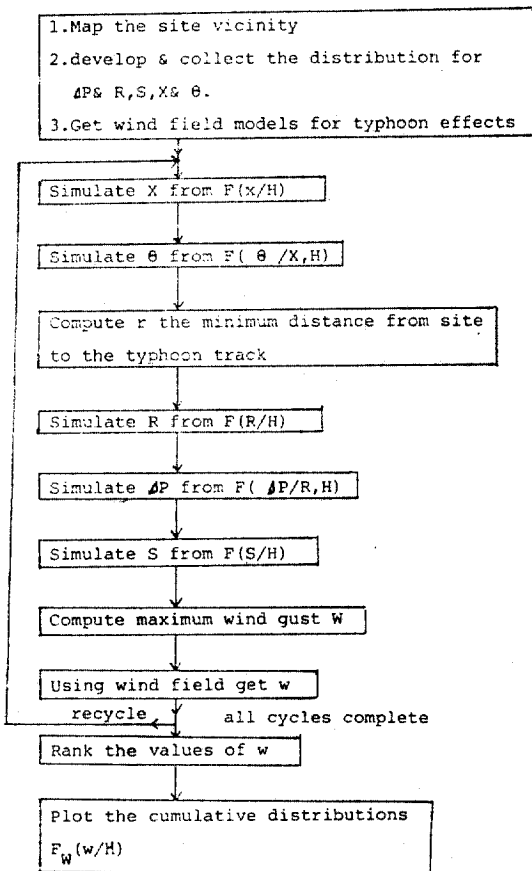 1.Map the site vicinity
2.develop & collect the distribution for
ΔP& R,S,X& θ.
3.Get wind field models for typhoon effects
Simulate X from F(x/H)
Simulate θ from F( θ /X,H)
Compute r the minimum distance from site
to the typhoon track
Simulate R from F(R/H)
Simulate ΔP from F( ΔP/R,H)
Simulate S from F(S/H)
Compute maximum wind gust W
Using wind field get w
recycle all cycles complete
Rank the values of w
Plot the cumulative distributions
F_W(w/H)